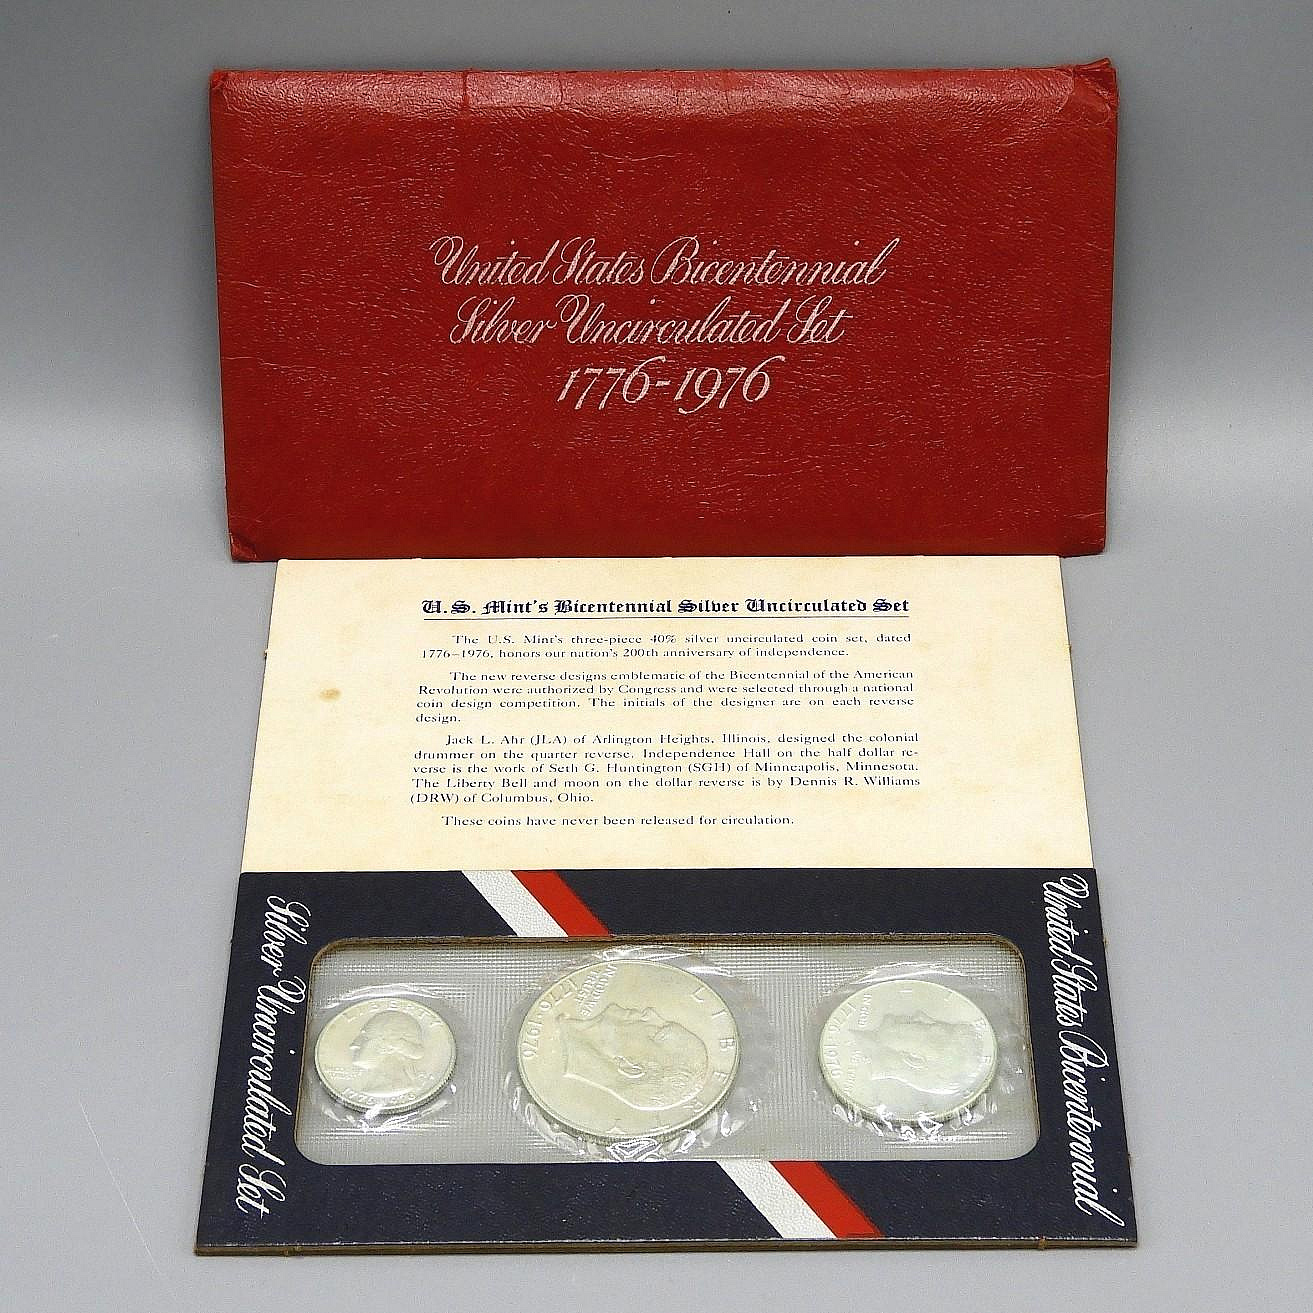 United States Bicentennial
Silver Uncirculated Set
1776-1976
U.S. Mint's Bicentennial Silver Uncirculated Set
The U.S. Mint's three-piece 40% silver uncirculated coin set, dated
1776–1976, honors our nation's 200th anniversary of independence.
The new reverse designs emblematic of the Bicentennial of the American
Revolution were authorized by Congress and were selected through a national
coin design competition. The initials of the designer are on each reverse
design.
Jack L. Ahr (JLA) of Arlington Heights, Illinois, designed the colonial
drummer on the quarter reverse. Independence Hall on the half dollar re-
verse is the work of Seth G. Huntington (SGH) of Minneapolis, Minnesota.
The Liberty Bell and moon on the dollar reverse is by Dennis R. Williams
(DRW) of Columbus, Ohio.
These coins have never been released for circulation.
Silver Uncirculated Set
United States Bicentennial
LIBERTY
1776-1976
LIBERTY
1776-1976
1776-1976